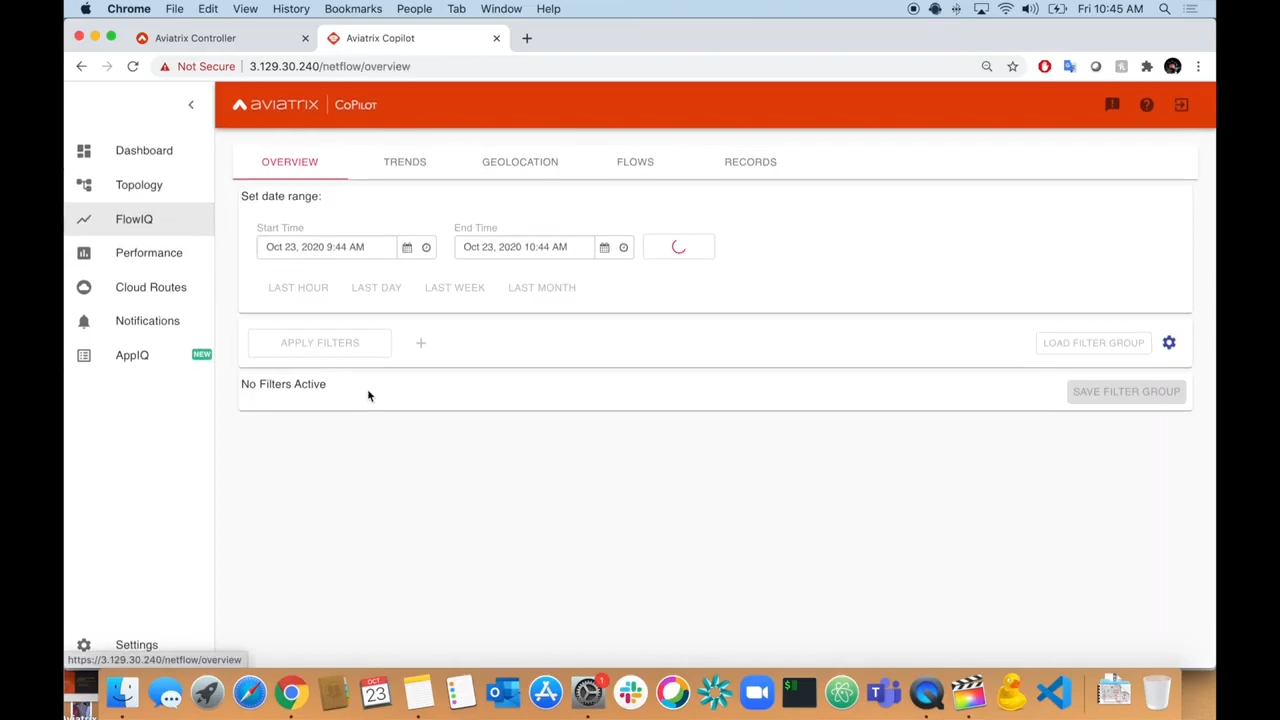 Chrome File Edit View History Bookmarks People Tab Window Help Fri 10:45 AM
Aviatrix Controller Aviatrix Copilot
Not Secure 3.129.30.240/netflow/overview
aviatrix CoPilot
Dashboard
Topology
FlowIQ
Performance
Cloud Routes
Notifications
AppIQ NEW
Settings
OVERVIEW TRENDS GEOLOCATION FLOWS RECORDS
Set date range:
Start Time End Time
Oct 23, 2020 9:44 AM Oct 23, 2020 10:44 AM
LAST HOUR LAST DAY LAST WEEK LAST MONTH
APPLY FILTERS + LOAD FILTER GROUP
No Filters Active SAVE FILTER GROUP
https://3.129.30.240/netflow/overview
OCT
23
1
Aviatrix